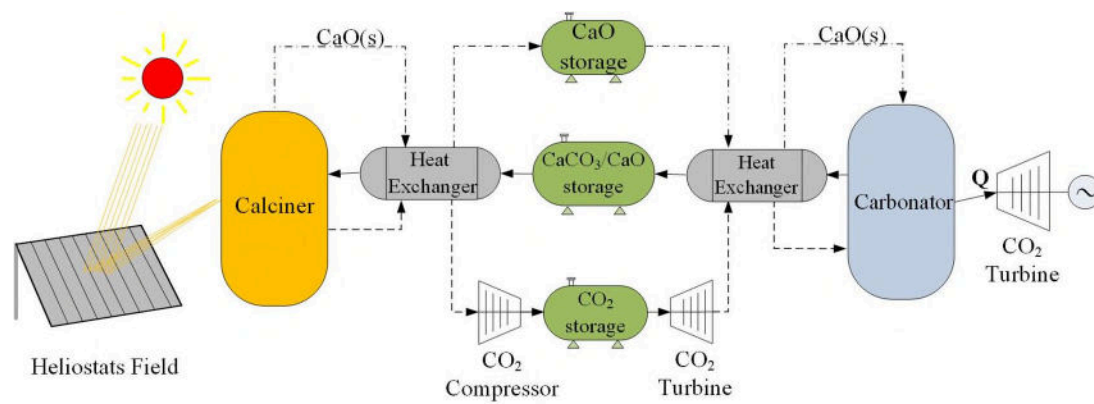 CaO(s)
CaO
storage
CaO(s)
Heat
Exchanger
CaCO₃/CaO
storage
Heat
Exchanger
Calciner
Carbonator
Q
CO₂
Turbine
CO₂
storage
CO₂
Compressor
CO₂
Turbine
Heliostats Field